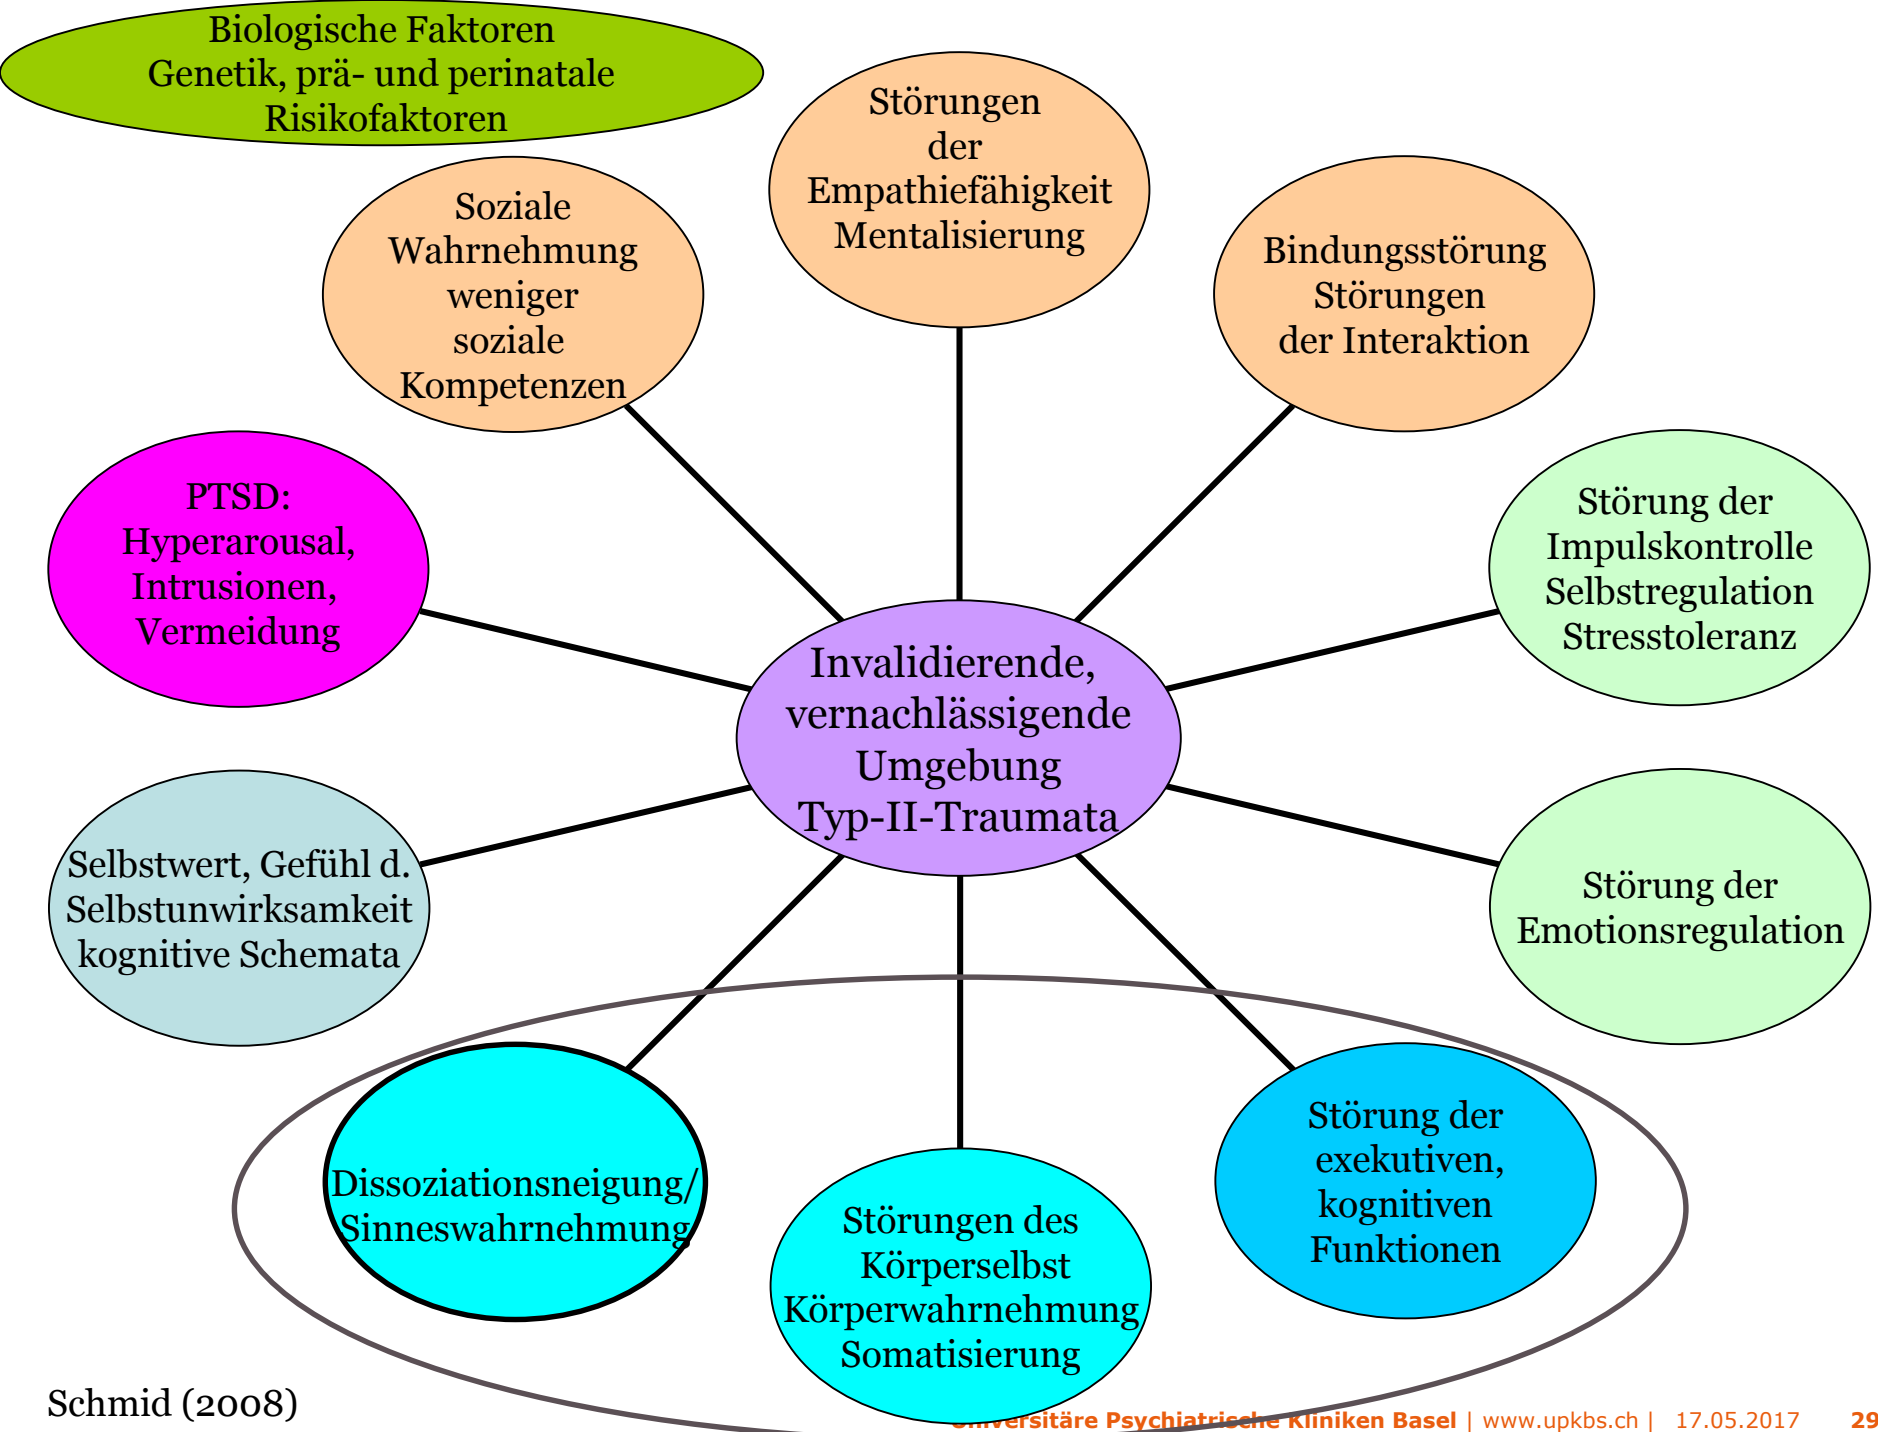 Biologische Faktoren
Genetik, prä- und perinatale
Risikofaktoren
Störungen
der
Empathiefähigkeit
Mentalisierung
Soziale
Wahrnehmung
weniger
soziale
Kompetenzen
Bindungsstörung
Störungen
der Interaktion
PTSD:
Hyperarousal,
Intrusionen,
Vermeidung
Störung der
Impulskontrolle
Selbstregulation
Stresstoleranz
Invalidierende,
vernachlässigende
Umgebung
Typ-II-Traumata
Selbstwert, Gefühl d.
Selbstunwirksamkeit
kognitive Schemata
Störung der
Emotionsregulation
Dissoziationsneigung/
Sinneswahrnehmung
Störungen des
Körperselbst
Körperwahrnehmung
Somatisierung
Störung der
exekutiven,
kognitiven
Funktionen
Schmid (2008)
Universitäre Psychiatrische Kliniken Basel | www.upkbs.ch | 17.05.2017 29